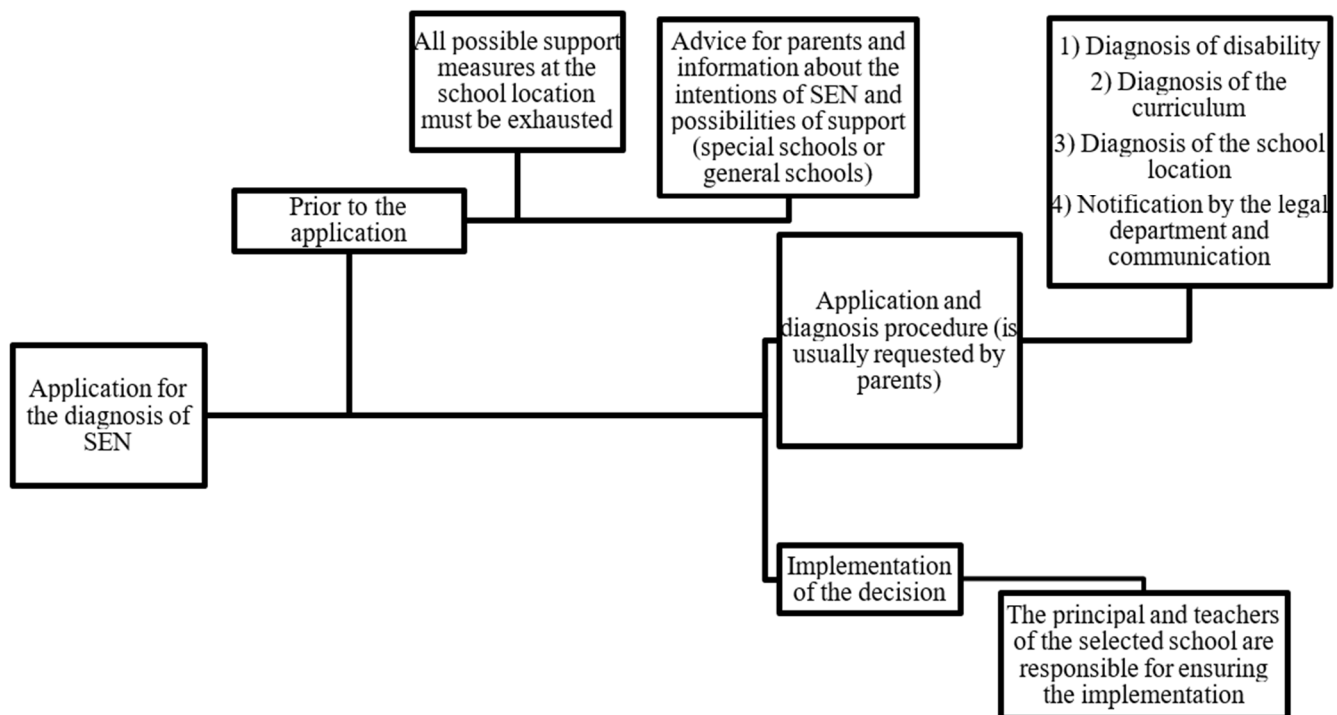 All possible support
measures at the
school location
must be exhausted
Advice for parents and
information about the
intentions of SEN and
possibilities of support
(special schools or
general schools)
1) Diagnosis of disability
2) Diagnosis of the
curriculum
3) Diagnosis of the school
location
4) Notification by the legal
department and
communication
Prior to the
application
Application and
diagnosis procedure (is
usually requested by
parents)
Application for
the diagnosis of
SEN
Implementation
of the decision
The principal and teachers
of the selected school are
responsible for ensuring
the implementation